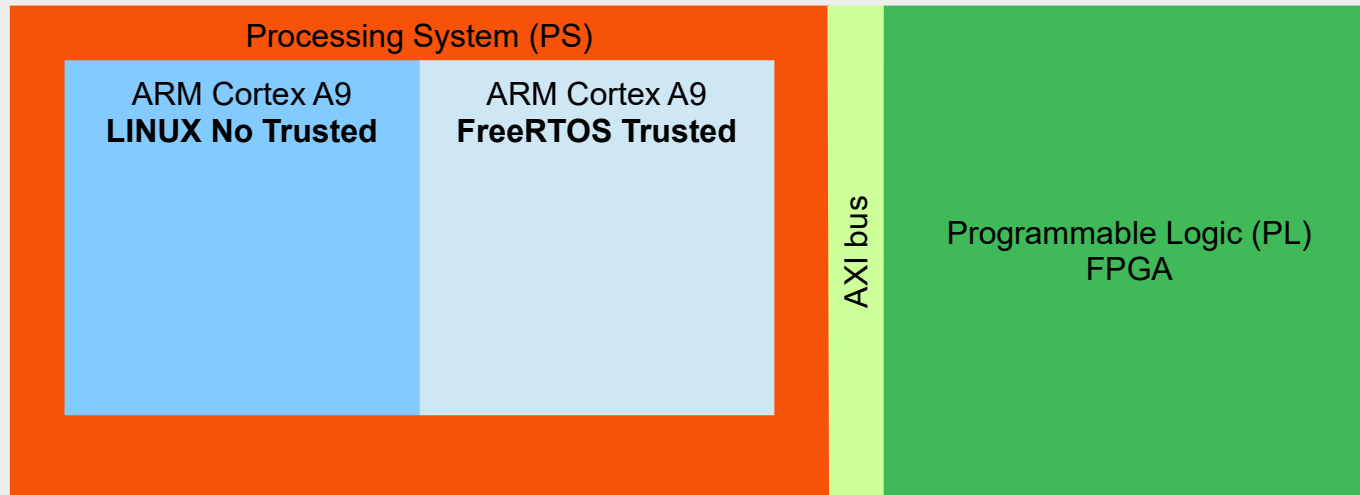 Processing System (PS)
ARM Cortex A9
LINUX No Trusted
ARM Cortex A9
FreeRTOS Trusted
AXI bus
Programmable Logic (PL)
FPGA